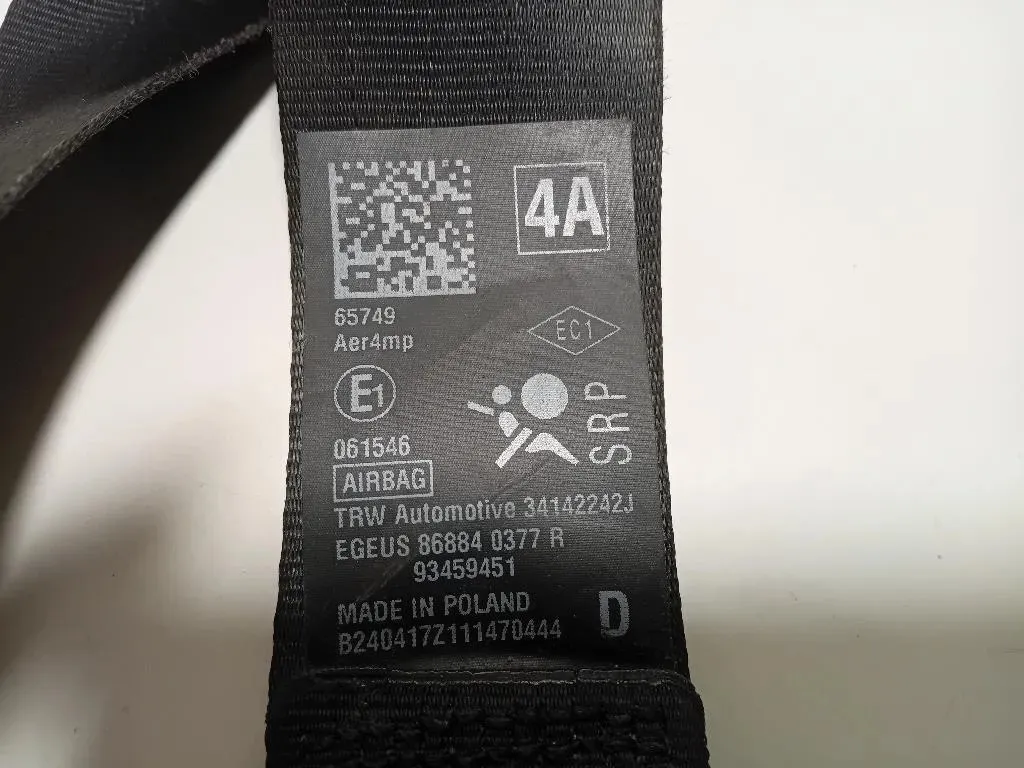 4A
65749
Aer4mp
EC1
E1
SRP
061546
AIRBAG
TRW Automotive 34142242J
EGEUS 86884 0377 R
93459451
MADE IN POLAND
B240417Z111470444
D